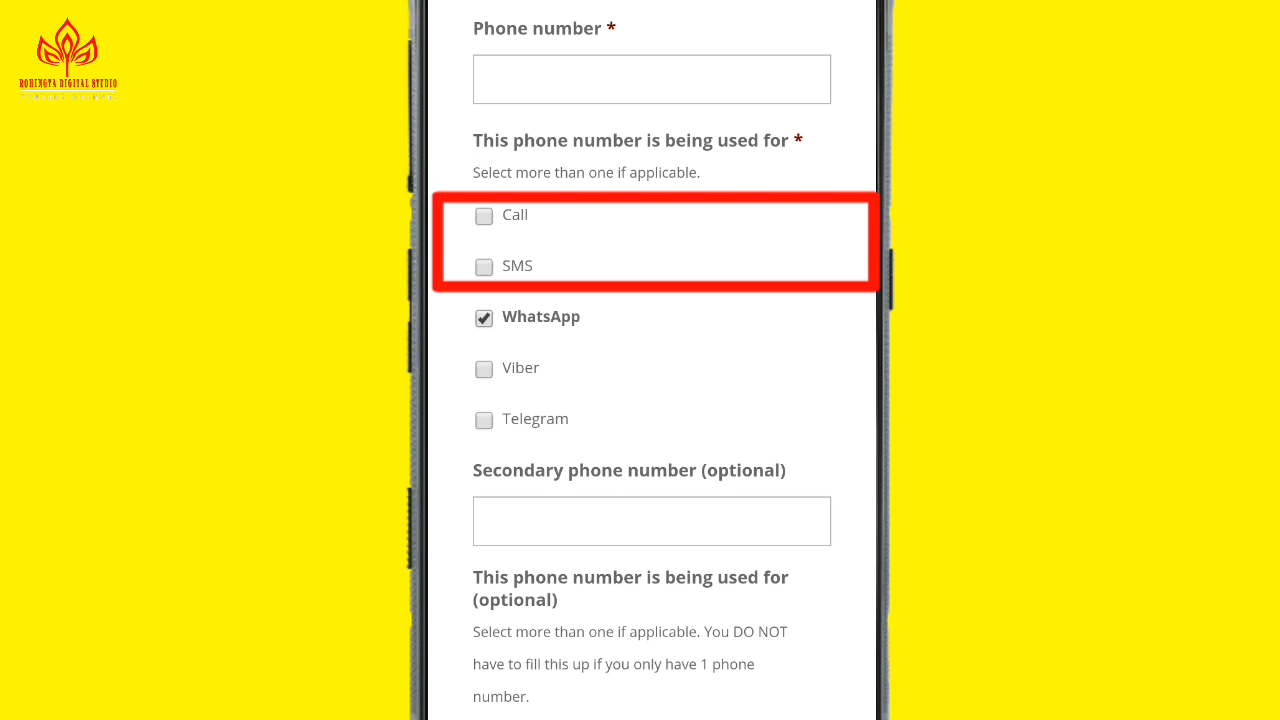 ROHINGYA DIGITAL STUDIO
Phone number *
This phone number is being used for *
Select more than one if applicable.
Call
SMS
WhatsApp
Viber
Telegram
Secondary phone number (optional)
This phone number is being used for
(optional)
Select more than one if applicable. You DO NOT
have to fill this up if you only have 1 phone
number.